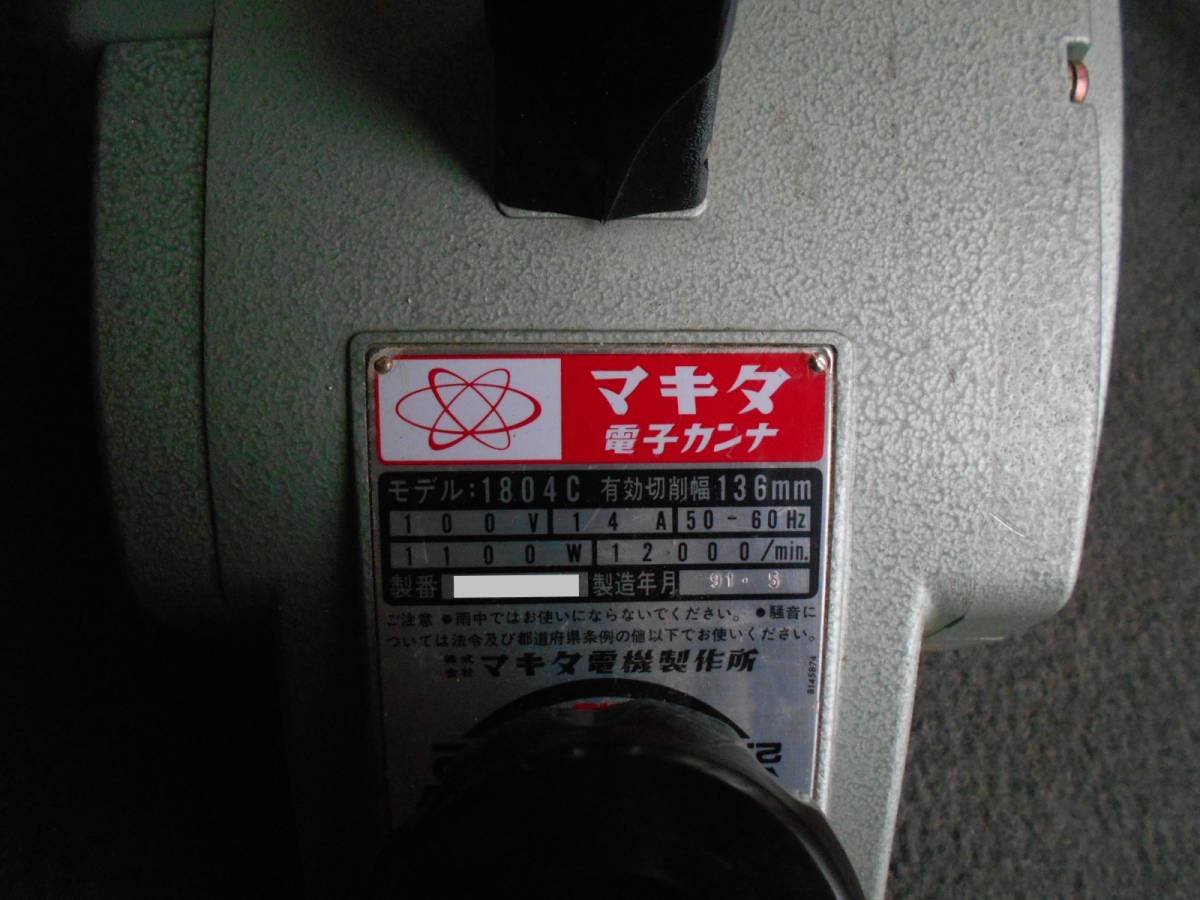 マキタ
電子カンナ
モデル:1804C 有効切削幅136mm
100V 14A 50-60Hz
1100W 12000/min.
製番 製造年月 91.5
ご注意 ●雨中ではお使いにならないでください。 ●騒音に
ついては法令及び都道府県条例の値以下でお使いください。
株式会社 マキタ電機製作所